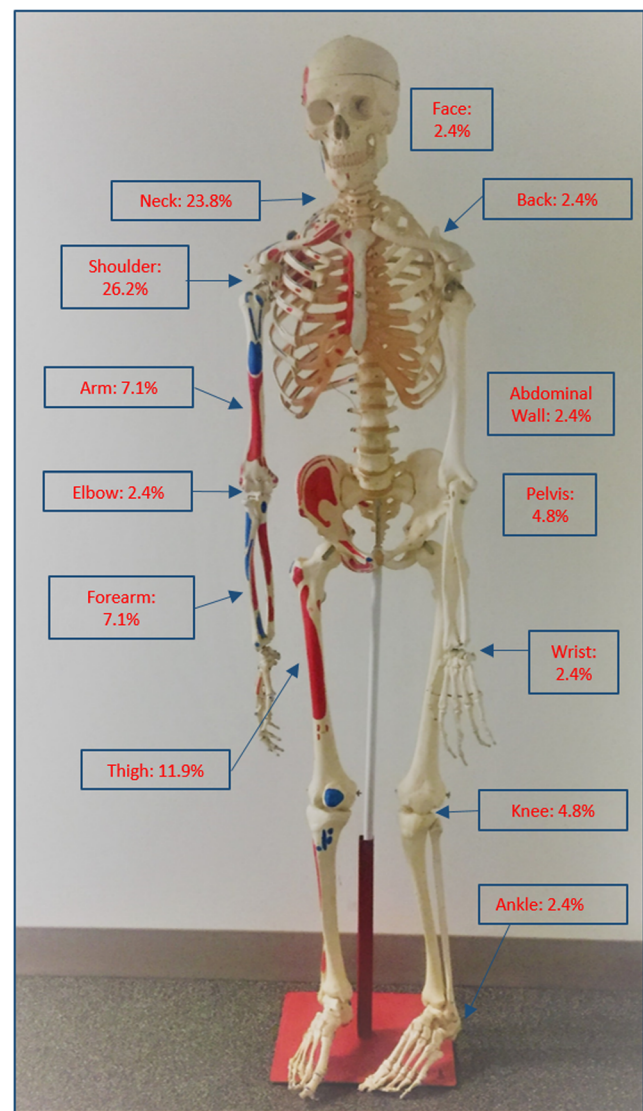 Face:
2.4%
Neck: 23.8%
Back: 2.4%
Shoulder:
26.2%
Arm: 7.1%
Abdominal
Wall: 2.4%
Elbow: 2.4%
Pelvis:
4.8%
Forearm:
7.1%
Wrist:
2.4%
Thigh: 11.9%
Knee: 4.8%
Ankle: 2.4%